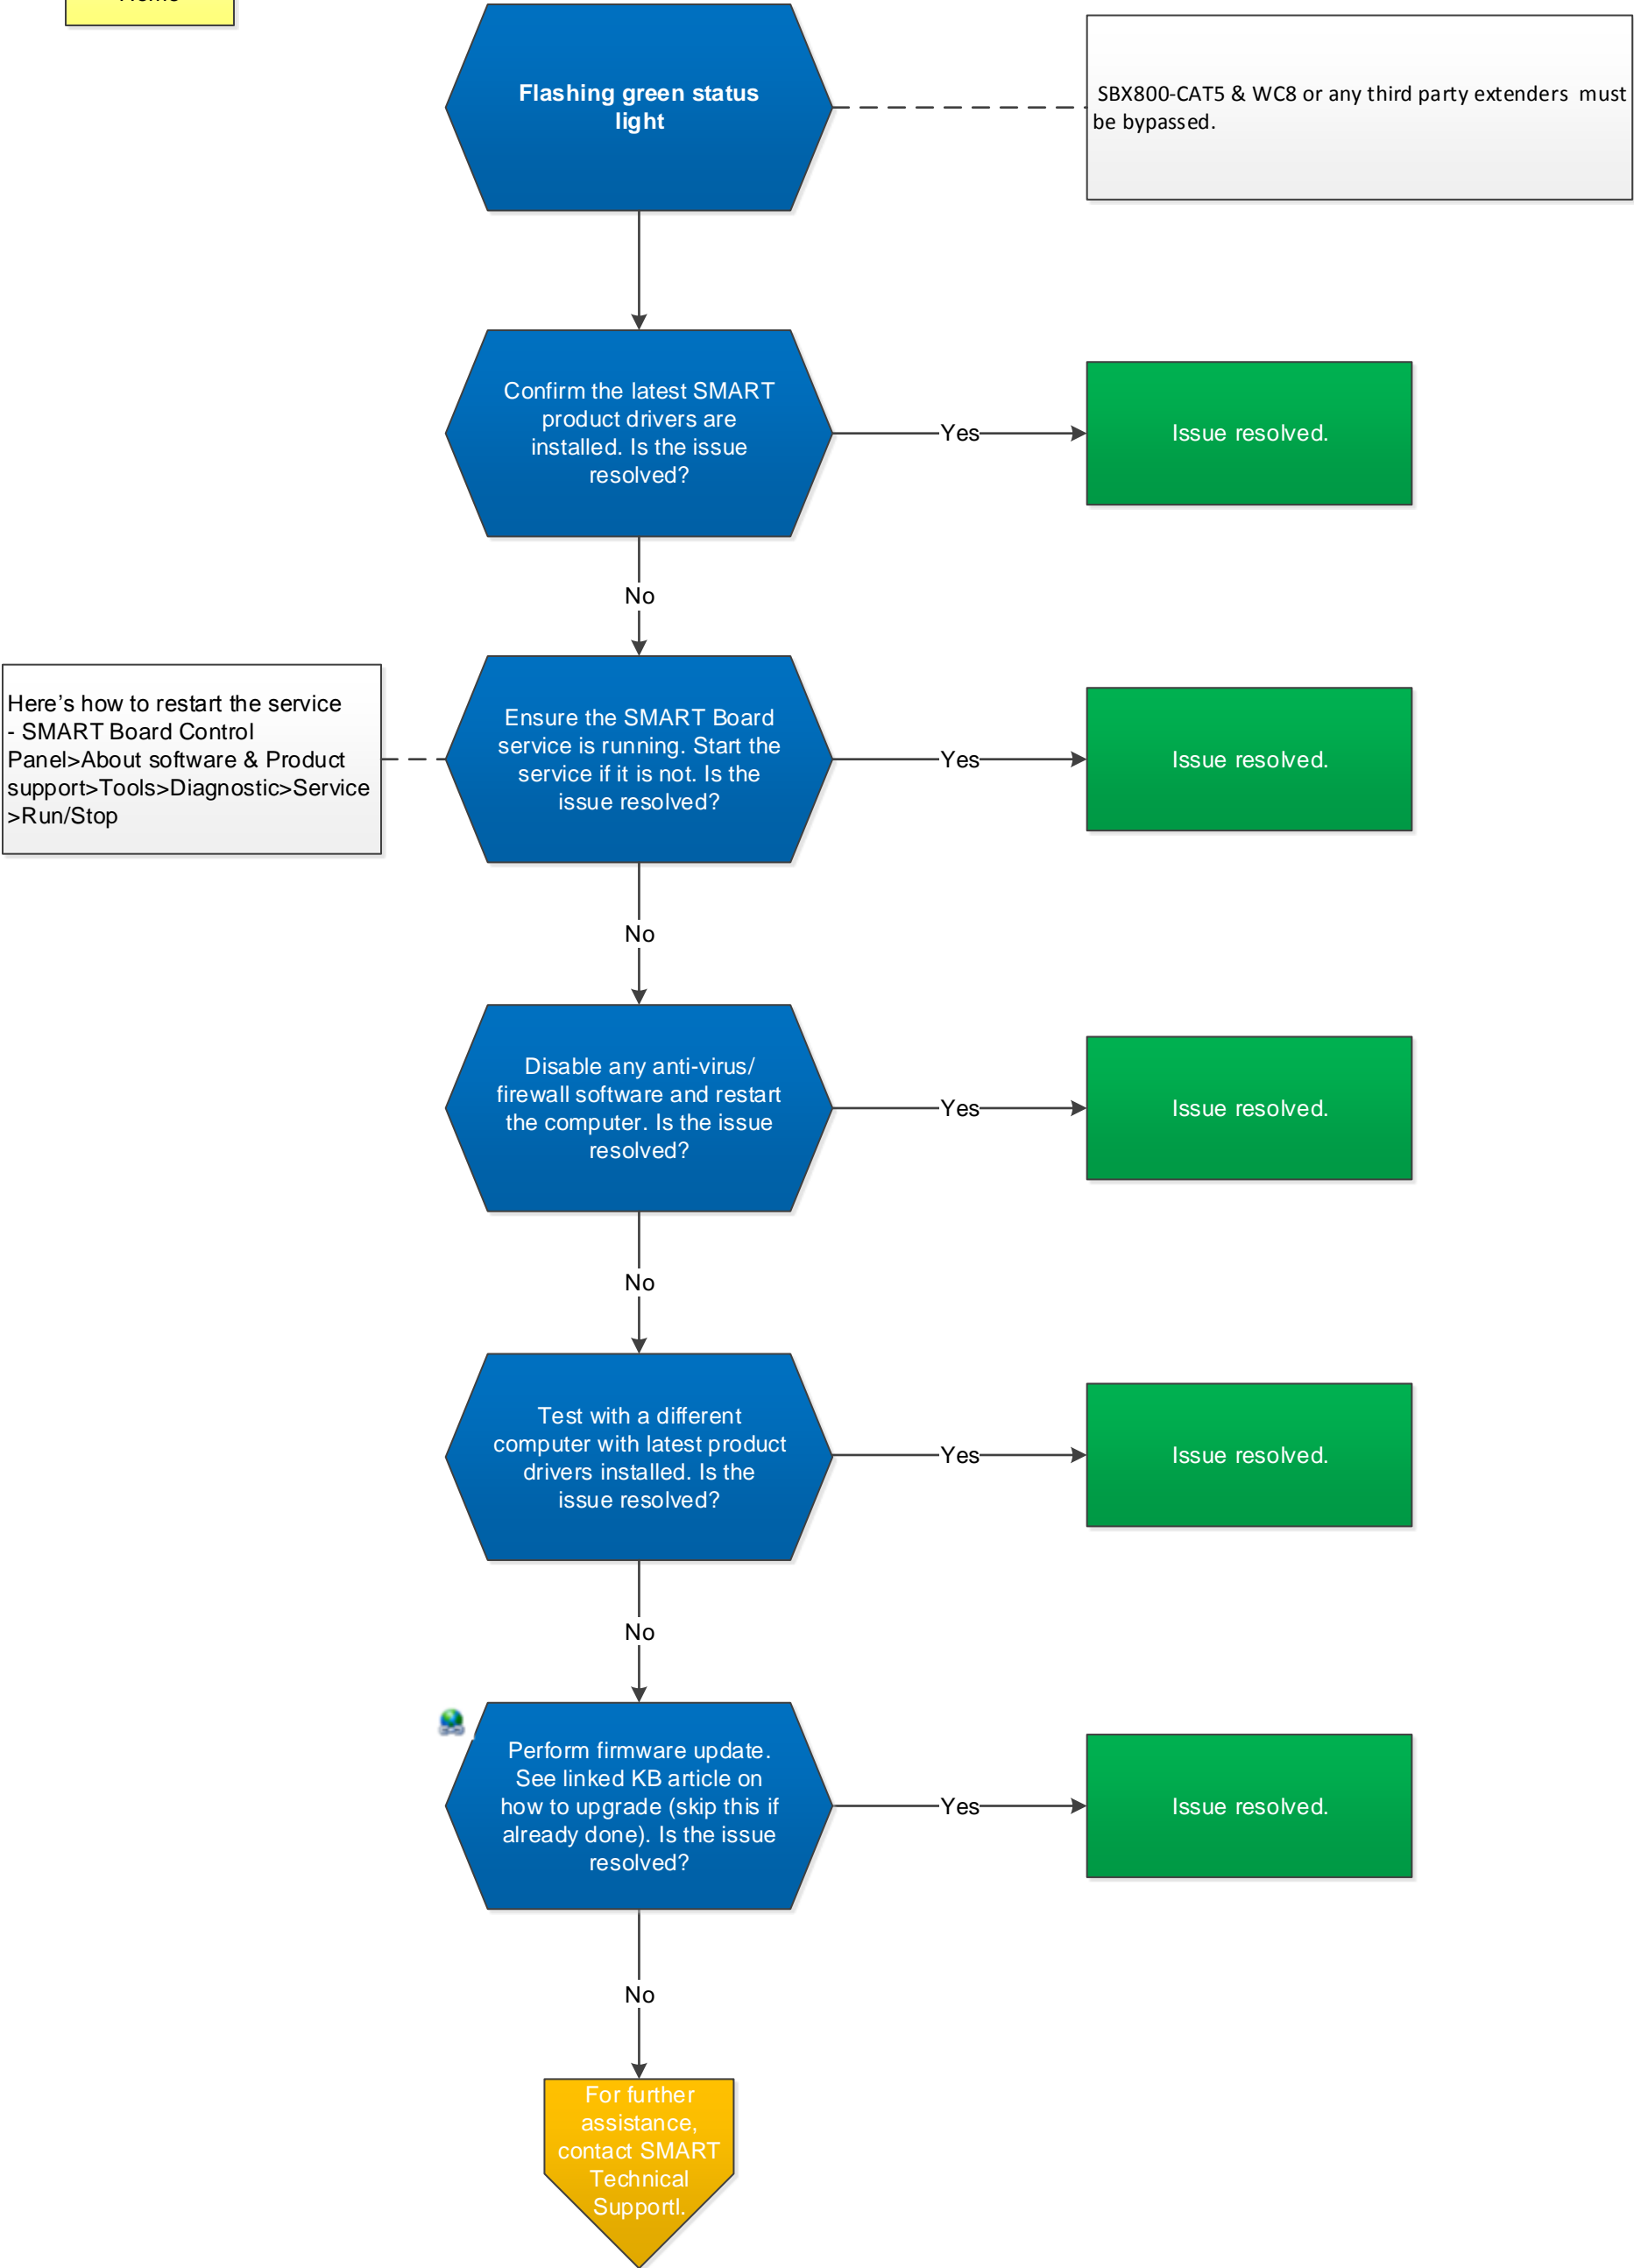 Home
Flashing green status
light
SBX800-CAT5 & WC8 or any third party extenders must
be bypassed.
Confirm the latest SMART
product drivers are
installed. Is the issue
resolved?
Yes
Issue resolved.
No
Here’s how to restart the service
- SMART Board Control
Panel>About software & Product
support>Tools>Diagnostic>Service
>Run/Stop
Ensure the SMART Board
service is running. Start the
service if it is not. Is the
issue resolved?
Yes
Issue resolved.
No
Disable any anti-virus/
firewall software and restart
the computer. Is the issue
resolved?
Yes
Issue resolved.
No
Test with a different
computer with latest product
drivers installed. Is the
issue resolved?
Yes
Issue resolved.
No
Perform firmware update.
See linked KB article on
how to upgrade (skip this if
already done). Is the issue
resolved?
Yes
Issue resolved.
No
For further
assistance,
contact SMART
Technical
Supportl.